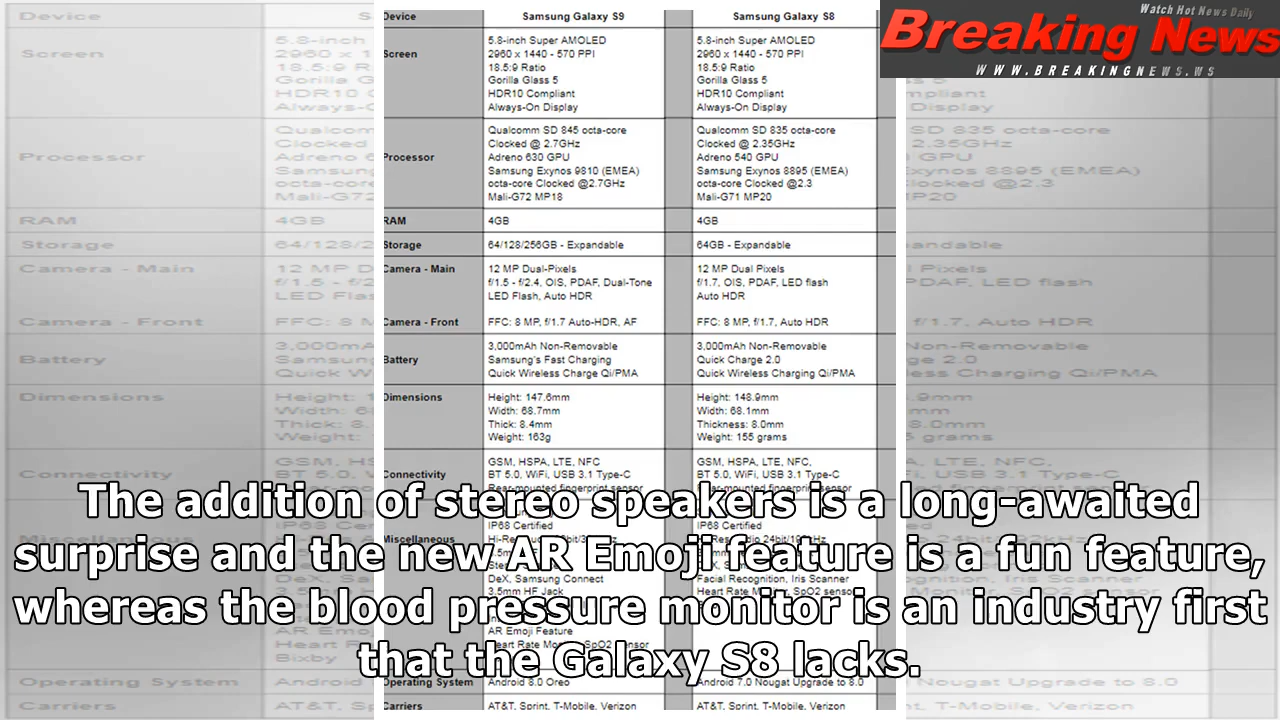 Watch Hot News Daily
Breaking News
WWW.BREAKINGNEWS.WS
Device Samsung Galaxy S9 Samsung Galaxy S8
Screen
5.8-inch Super AMOLED 5.8-inch Super AMOLED
2960 x 1440 - 570 PPI 2960 x 1440 - 570 PPI
18.5:9 Ratio 18.5:9 Ratio
Gorilla Glass 5 Gorilla Glass 5
HDR10 Compliant HDR10 Compliant
Always-On Display Always-On Display
Processor
Qualcomm SD 845 octa-core Qualcomm SD 835 octa-core
Clocked @ 2.7GHz Clocked @ 2.35GHz
Adreno 630 GPU Adreno 540 GPU
Samsung Exynos 9810 (EMEA) Samsung Exynos 8895 (EMEA)
octa-core Clocked @2.7GHz octa-core Clocked @2.3
Mali-G72 MP18 Mali-G71 MP20
RAM 4GB 4GB
Storage 64/128/256GB - Expandable 64GB - Expandable
Camera - Main 12 MP Dual-Pixels 12 MP Dual Pixels
f/1.5 - f/2.4, OIS, PDAF, Dual-Tone f/1.7, OIS, PDAF, LED flash
LED Flash, Auto HDR Auto HDR
Camera - Front FFC: 8 MP, f/1.7 Auto-HDR, AF FFC: 8 MP, f/1.7, Auto HDR
Battery
3,000mAh Non-Removable 3,000mAh Non-Removable
Samsung's Fast Charging Quick Charge 2.0
Quick Wireless Charge Qi/PMA Quick Wireless Charging Qi/PMA
Dimensions Height: 147.6mm Height: 148.9mm
Width: 68.7mm Width: 68.1mm
Thick: 8.4mm Thickness: 8.0mm
Weight: 163g Weight: 155 grams
Connectivity
GSM, HSPA, LTE, NFC GSM, HSPA, LTE, NFC,
BT 5.0, WiFi, USB 3.1 Type-C BT 5.0, WiFi, USB 3.1 Type-C
Rear-mounted fingerprint sensor Rear-mounted fingerprint sensor
The addition of stereo speakers is a long-awaited
surprise and the new AR Emoji feature is a fun feature,
whereas the blood pressure monitor is an industry first
that the Galaxy S8 lacks.
IP68 Certified IP68 Certified
DeX, Samsung Connect Facial Recognition, Iris Scanner
3.5mm HF Jack Heart Rate Monitor, SpO2 sensor
AR Emoji Feature
Operating System Android 8.0 Oreo Android 7.0 Nougat Upgrade to 8.0
Carriers AT&T, Sprint, T-Mobile, Verizon AT&T, Sprint, T-Mobile, Verizon